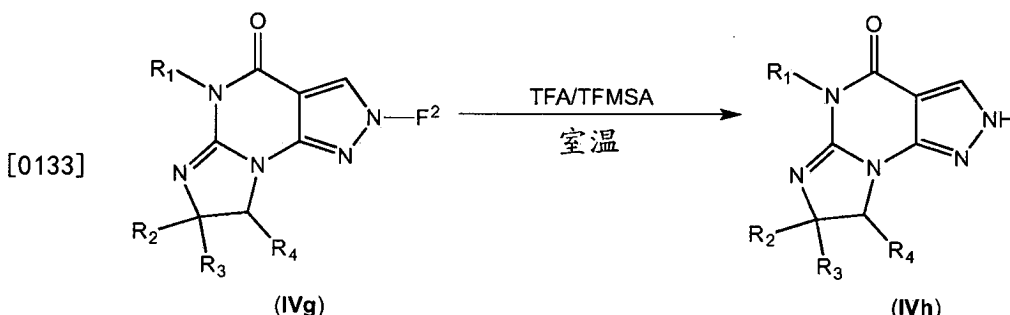 [0133]
O
R1
N
N—F2
N
N
N
R2
R3
R4
(IVg)
TFA/TFMSA
室温
O
R1
N
NH
N
N
N
R2
R3
R4
(IVh)